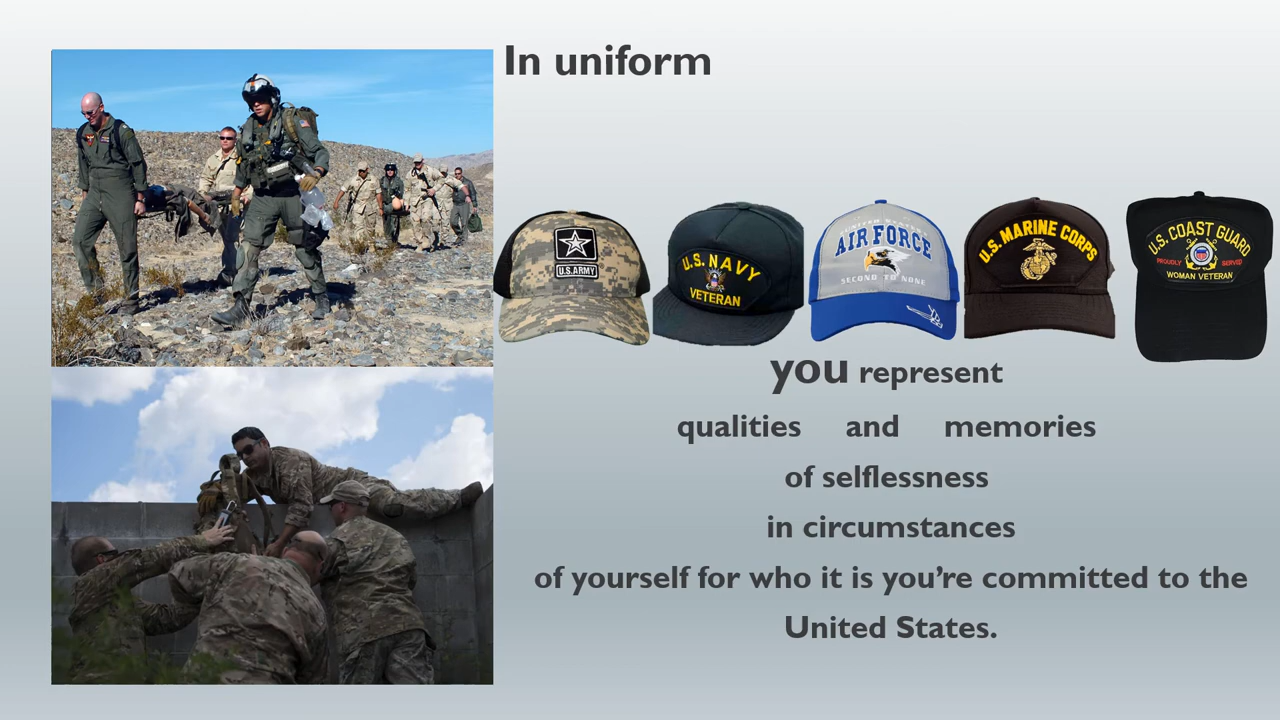 In uniform
U.S. ARMY
U.S. NAVY
VETERAN
AIR FORCE
SECOND TO NONE
U.S. MARINE CORPS
U.S. COAST GUARD
PROUDLY SERVED
WOMAN VETERAN
you represent
qualities and memories
of selflessness
in circumstances
of yourself for who it is you’re committed to the
United States.